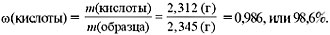 ω(кислоты) = m(кислоты) / m(образца) = 2,312 (г) / 2,345 (г) = 0,986, или 98,6%.